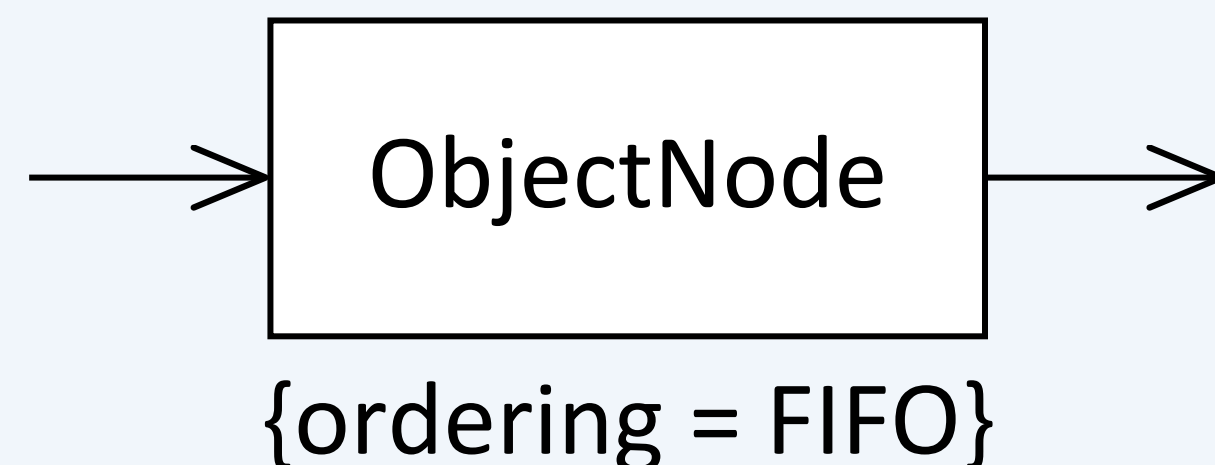 ObjectNode
{ordering = FIFO}